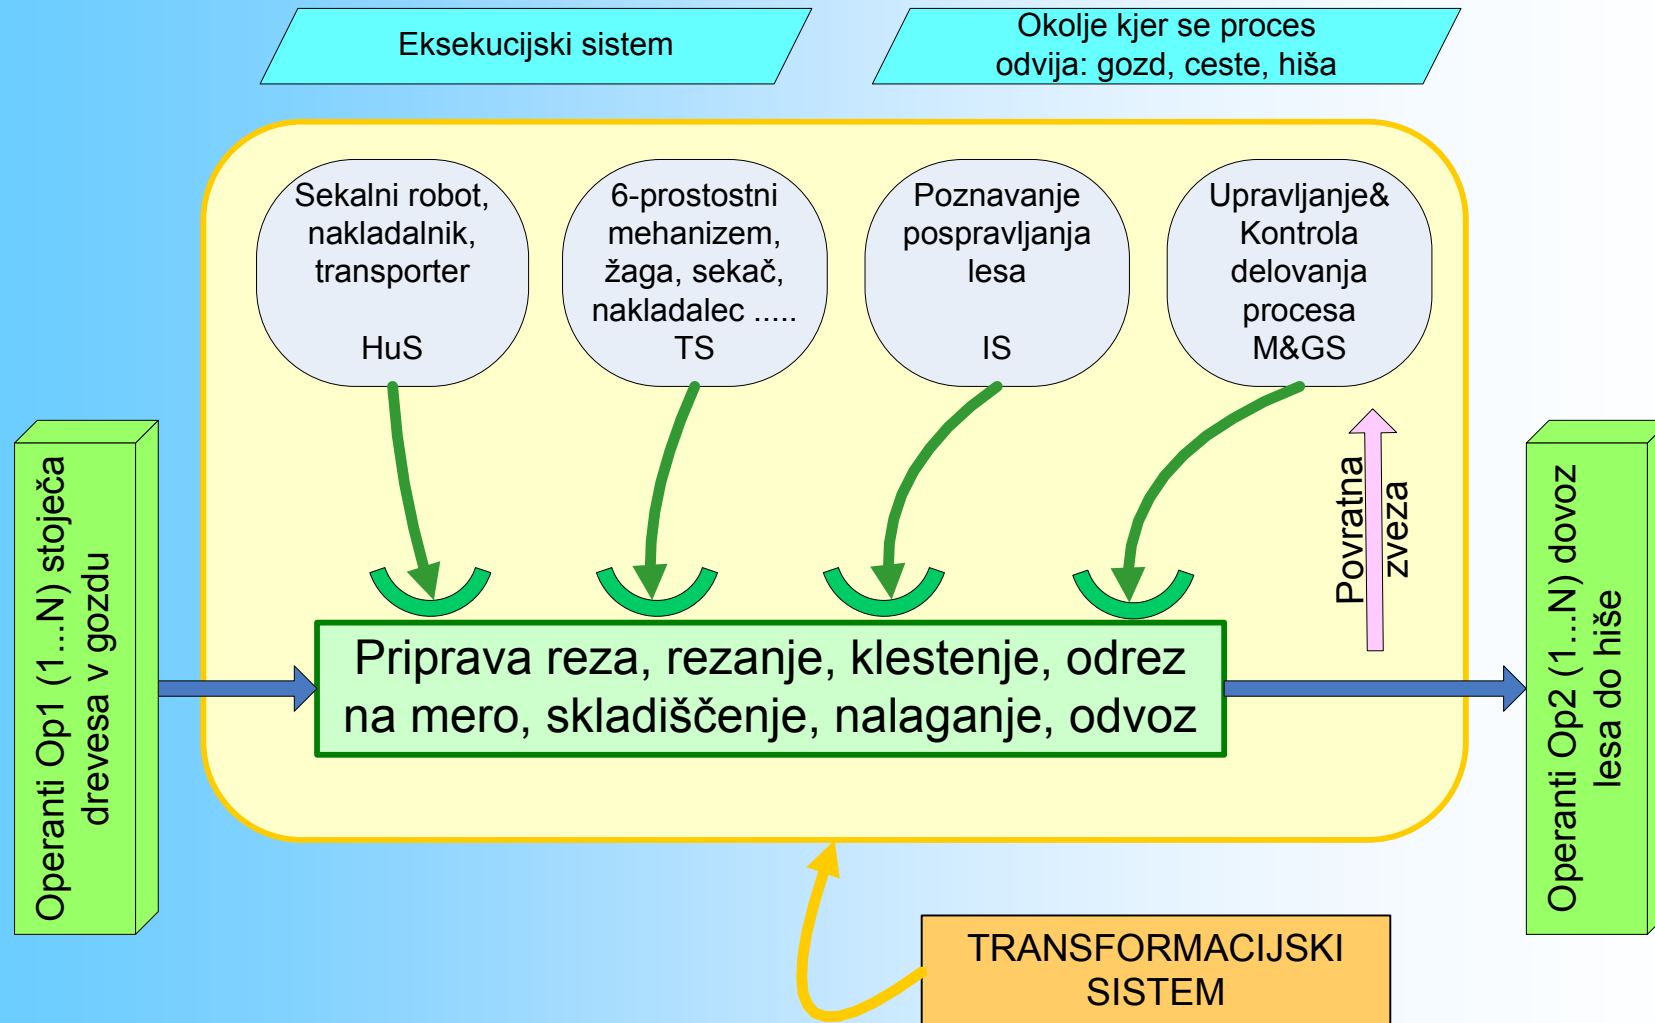 Eksekucijski sistem
Okolje kjer se proces
odvija: gozd, ceste, hiša
Sekalni robot,
nakladalnik,
transporter
HuS
6-prostostni
mehanizem,
žaga, sekač,
nakladalec .....
TS
Poznavanje
pospravljanja
lesa
IS
Upravljanje&
Kontrola
delovanja
procesa
M&GS
Operanti Op1 (1...N) stoječa
drevesa v gozdu
Povratna
zveza
Priprava reza, rezanje, klestenje, odrez
na mero, skladiščenje, nalaganje, odvoz
Operanti Op2 (1...N) dovoz
lesa do hiše
TRANSFORMACIJSKI
SISTEM